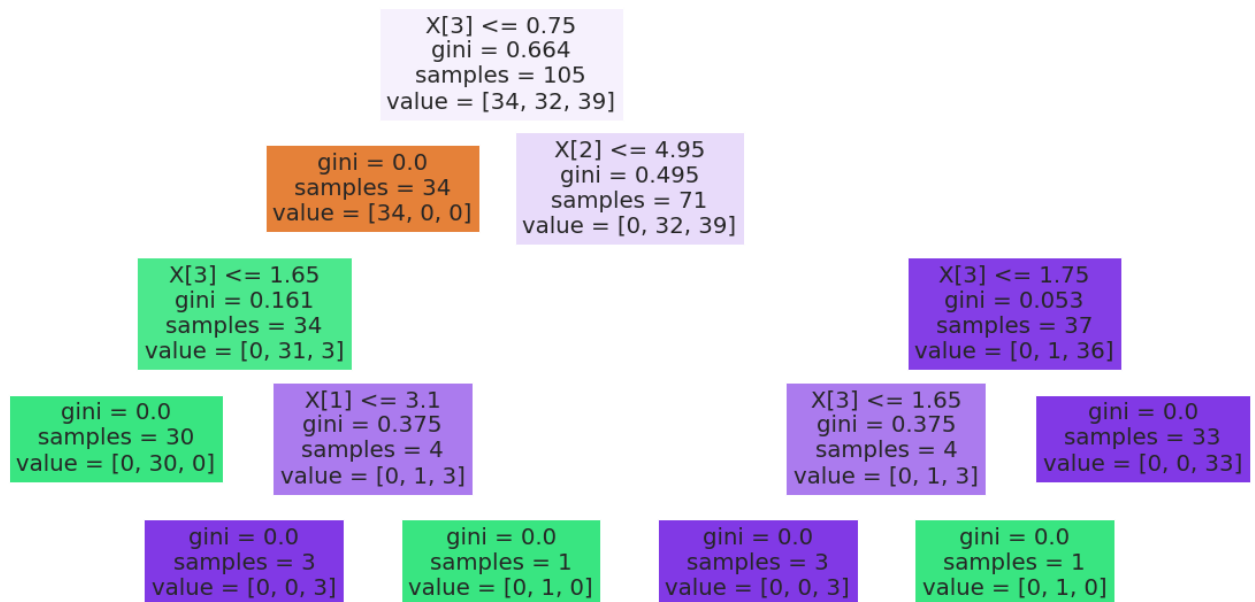 X[3] <= 0.75
gini = 0.664
samples = 105
value = [34, 32, 39]
gini = 0.0
samples = 34
value = [34, 0, 0]
X[2] <= 4.95
gini = 0.495
samples = 71
value = [0, 32, 39]
X[3] <= 1.65
gini = 0.161
samples = 34
value = [0, 31, 3]
X[3] <= 1.75
gini = 0.053
samples = 37
value = [0, 1, 36]
gini = 0.0
samples = 30
value = [0, 30, 0]
X[1] <= 3.1
gini = 0.375
samples = 4
value = [0, 1, 3]
X[3] <= 1.65
gini = 0.375
samples = 4
value = [0, 1, 3]
gini = 0.0
samples = 33
value = [0, 0, 33]
gini = 0.0
samples = 3
value = [0, 0, 3]
gini = 0.0
samples = 1
value = [0, 1, 0]
gini = 0.0
samples = 3
value = [0, 0, 3]
gini = 0.0
samples = 1
value = [0, 1, 0]